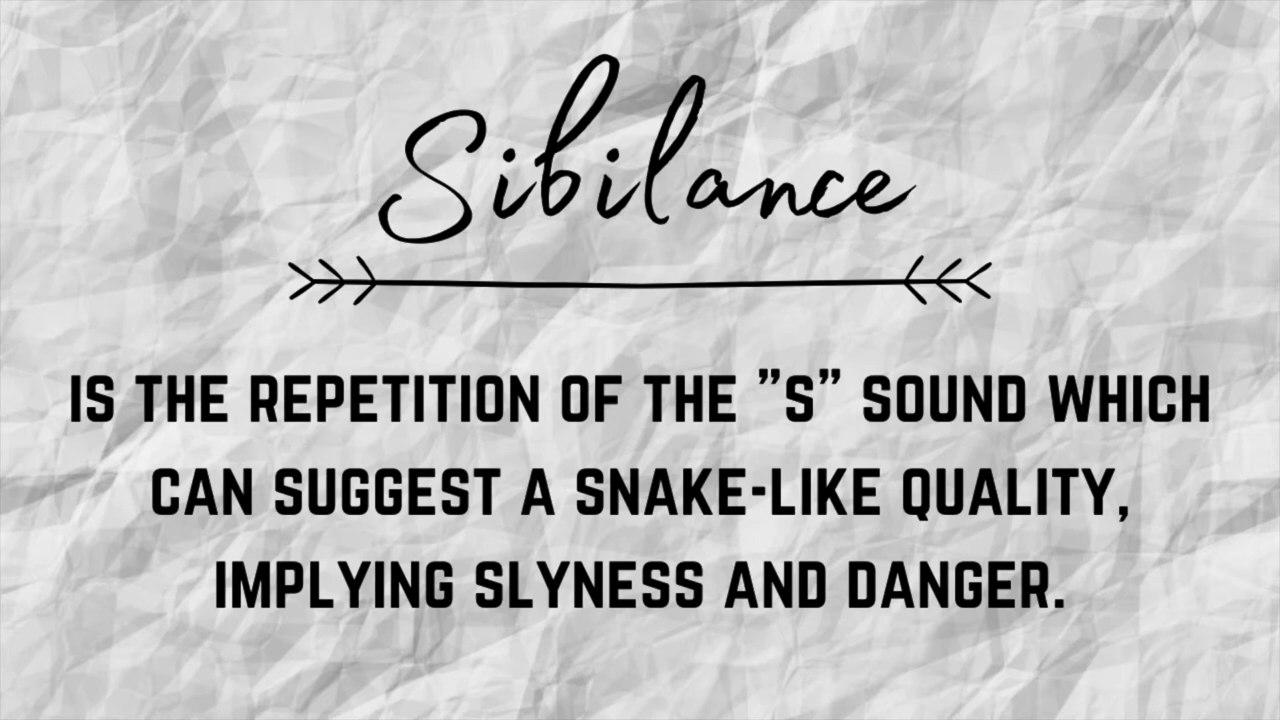 Sibilance
IS THE REPETITION OF THE ”S” SOUND WHICH
CAN SUGGEST A SNAKE-LIKE QUALITY,
IMPLYING SLYNESS AND DANGER.